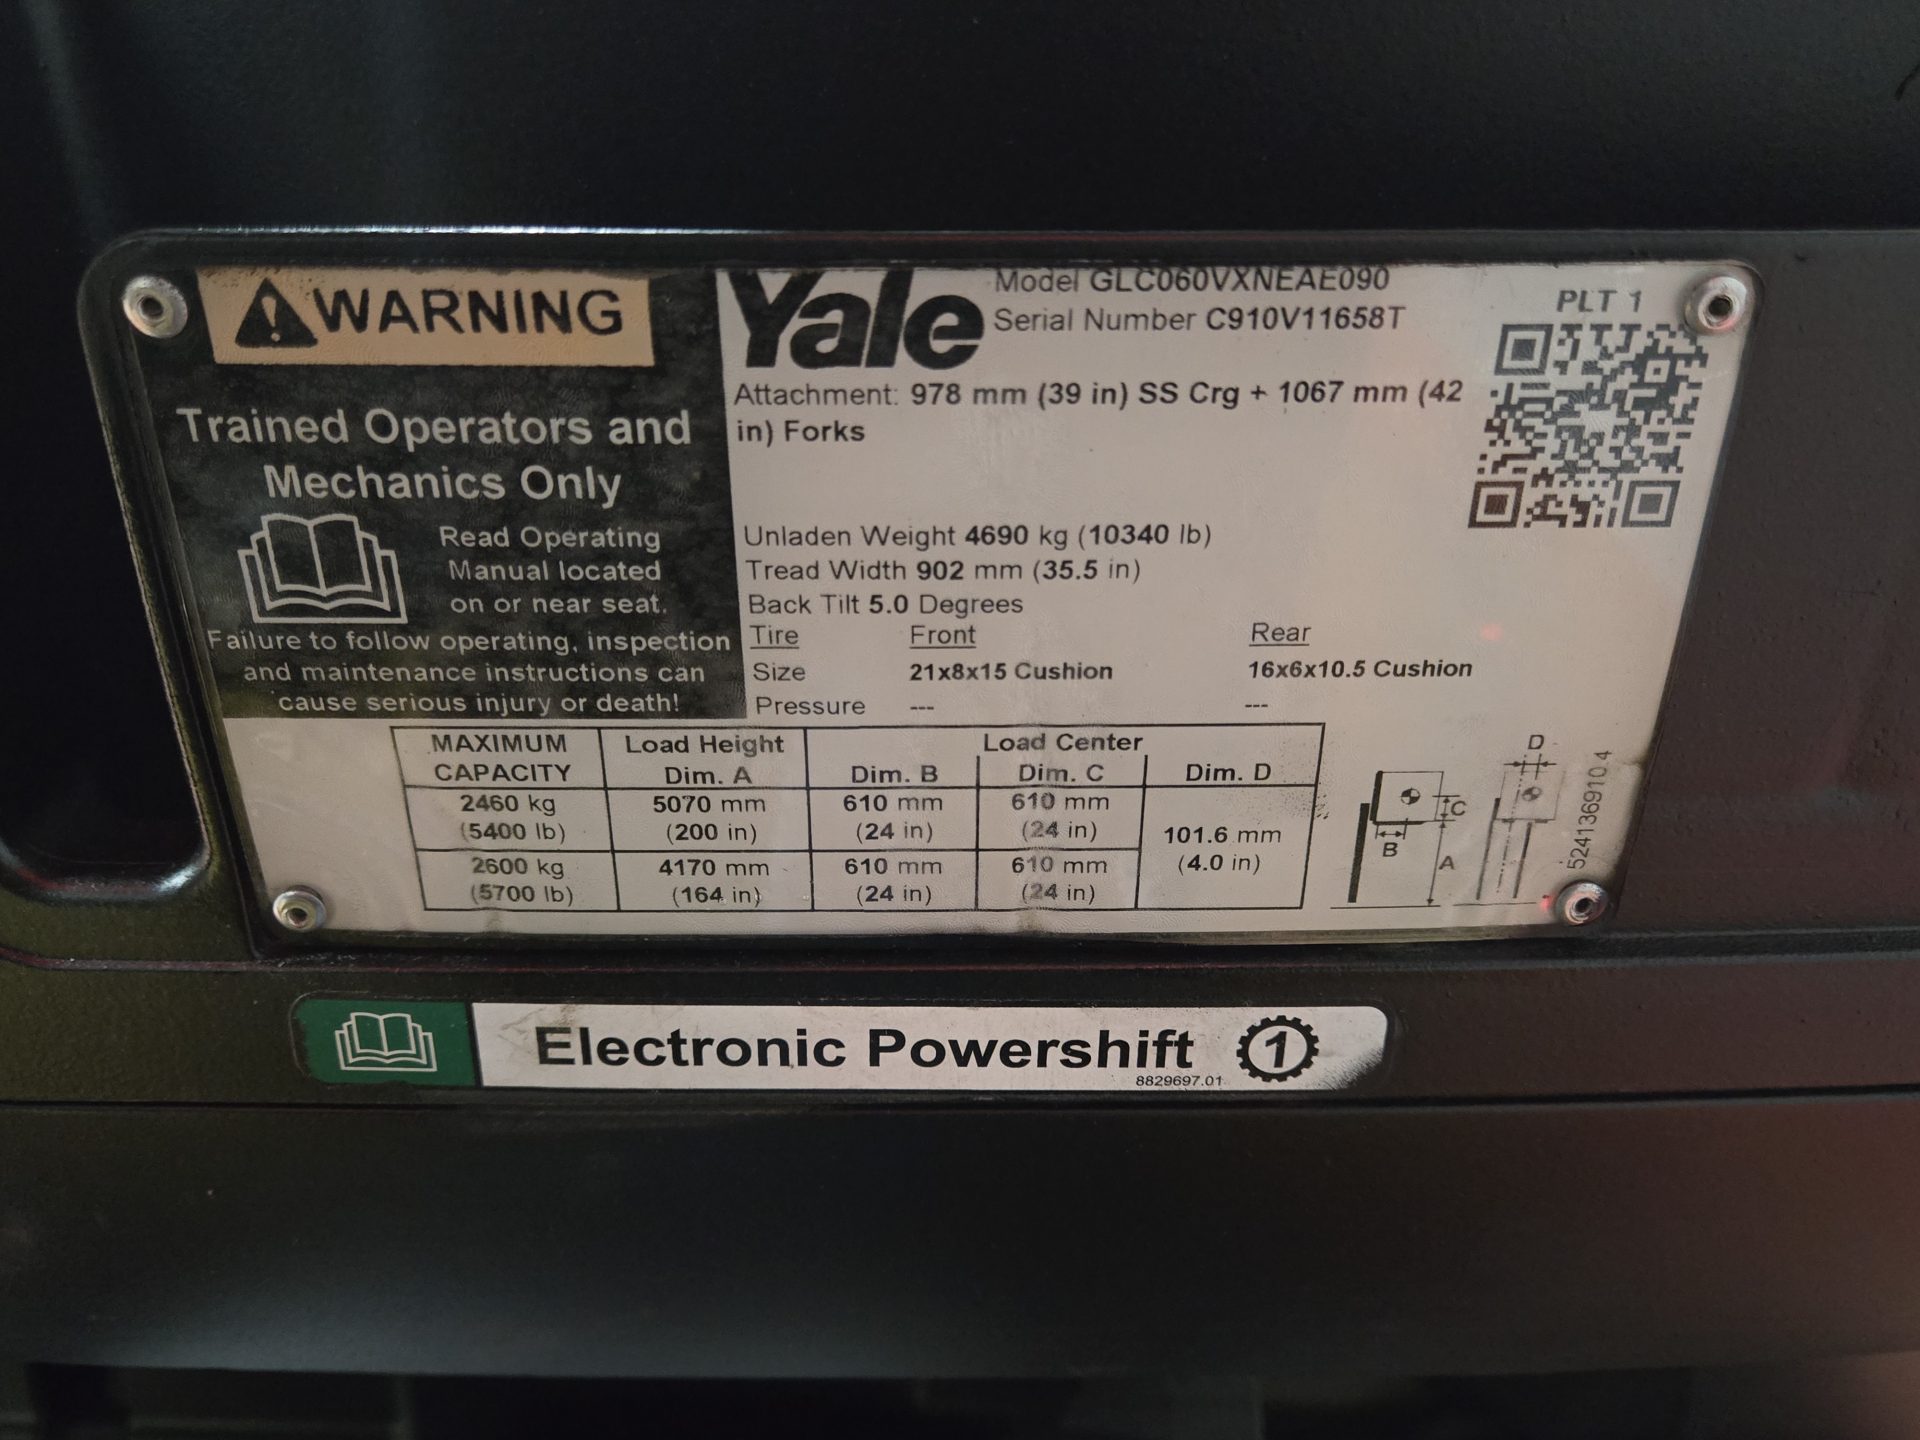 WARNING
Trained Operators and
Mechanics Only
Read Operating
Manual located
on or near seat.
Failure to follow operating, inspection
and maintenance instructions can
cause serious injury or death!
Yale
Model GLC060VXNEAE090
Serial Number C910V11658T
PLT 1
Attachment: 978 mm (39 in) SS Crg + 1067 mm (42
in) Forks
Unladen Weight 4690 kg (10340 lb)
Tread Width 902 mm (35.5 in)
Back Tilt 5.0 Degrees
Tire Front Rear
Size 21x8x15 Cushion 16x6x10.5 Cushion
Pressure --- ---
MAXIMUM Load Height Load Center
CAPACITY Dim. A Dim. B Dim. C Dim. D
2460 kg 5070 mm 610 mm 610 mm
(5400 lb) (200 in) (24 in) (24 in)
101.6 mm
(4.0 in)
2600 kg 4170 mm 610 mm 610 mm
(5700 lb) (164 in) (24 in) (24 in)
D
C
B
A
524136910 4
Electronic Powershift 1
8829697.01